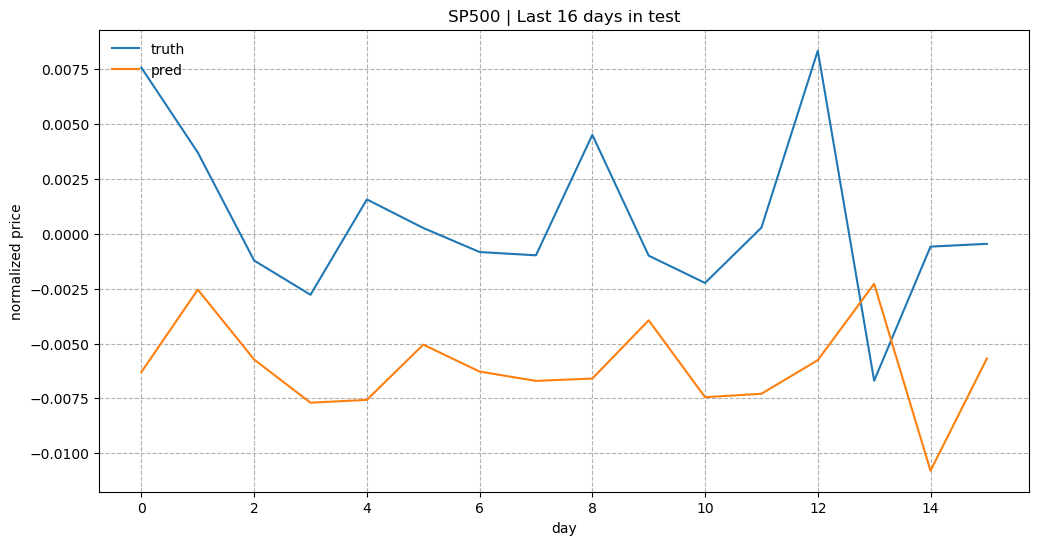 SP500 | Last 16 days in test
truth
pred
normalized price
0.0075
0.0050
0.0025
0.0000
−0.0025
−0.0050
−0.0075
−0.0100
0 2 4 6 8 10 12 14
day